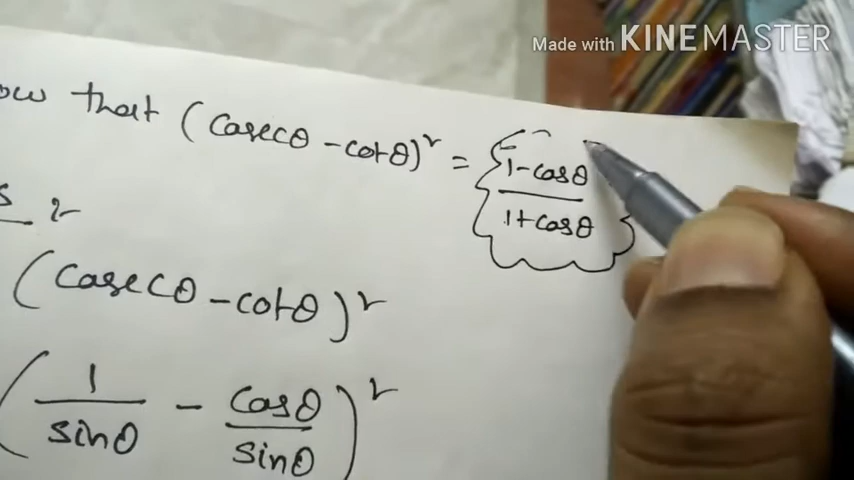 Made with KINEMASTER
ow that (cosecθ - cotθ)² = 1-cosθ / 1+cosθ
S
(cosecθ - cotθ)²
(1/sinθ - cosθ/sinθ)²